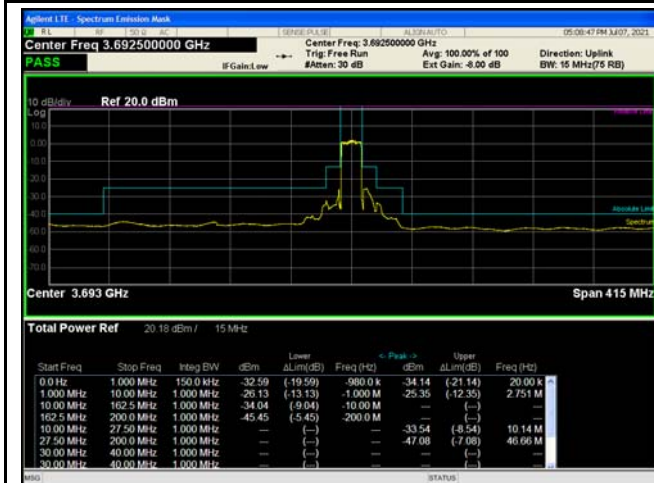 Agilent LTE - Spectrum Emission Mask
RL RF 50 Ω AC SENSE:PULSE ALIGN AUTO 05:08:47 PM Jul 07, 2021
Center Freq 3.692500000 GHz
Center Freq: 3.692500000 GHz
Trig: Free Run Avg: 100.00% of 100 Direction: Uplink
PASS IFGain:Low #Atten: 30 dB Ext Gain: -8.00 dB BW: 15 MHz(75 RB)
10 dB/div Ref 20.0 dBm
Log
10.0
0.00
10.0
20.0
30.0
40.0
Absolute Limit
Spectrum
50.0
60.0
70.0
Center 3.693 GHz Span 415 MHz
Total Power Ref 20.18 dBm / 15 MHz
Lower <- Peak -> Upper
Start Freq Stop Freq Integ BW dBm ΔLim(dB) Freq (Hz) dBm ΔLim(dB) Freq (Hz)
0.0 Hz 1.000 MHz 150.0 kHz -32.59 (-19.59) -980.0 k -34.14 (-21.14) 20.00 k
1.000 MHz 10.00 MHz 1.000 MHz -26.13 (-13.13) -1.000 M -25.35 (-12.35) 2.751 M
10.00 MHz 162.5 MHz 1.000 MHz -34.04 (-9.04) -10.00 M --- (---)
162.5 MHz 200.0 MHz 1.000 MHz -45.45 (-5.45) -200.0 M --- (---)
10.00 MHz 27.50 MHz 1.000 MHz --- (---) -33.54 (-8.54) 10.14 M
27.50 MHz 200.0 MHz 1.000 MHz --- (---) -47.08 (-7.08) 46.66 M
30.00 MHz 40.00 MHz 1.000 MHz --- (---) --- (---)
30.00 MHz 40.00 MHz 1.000 MHz --- (---) --- (---)
MSG STATUS